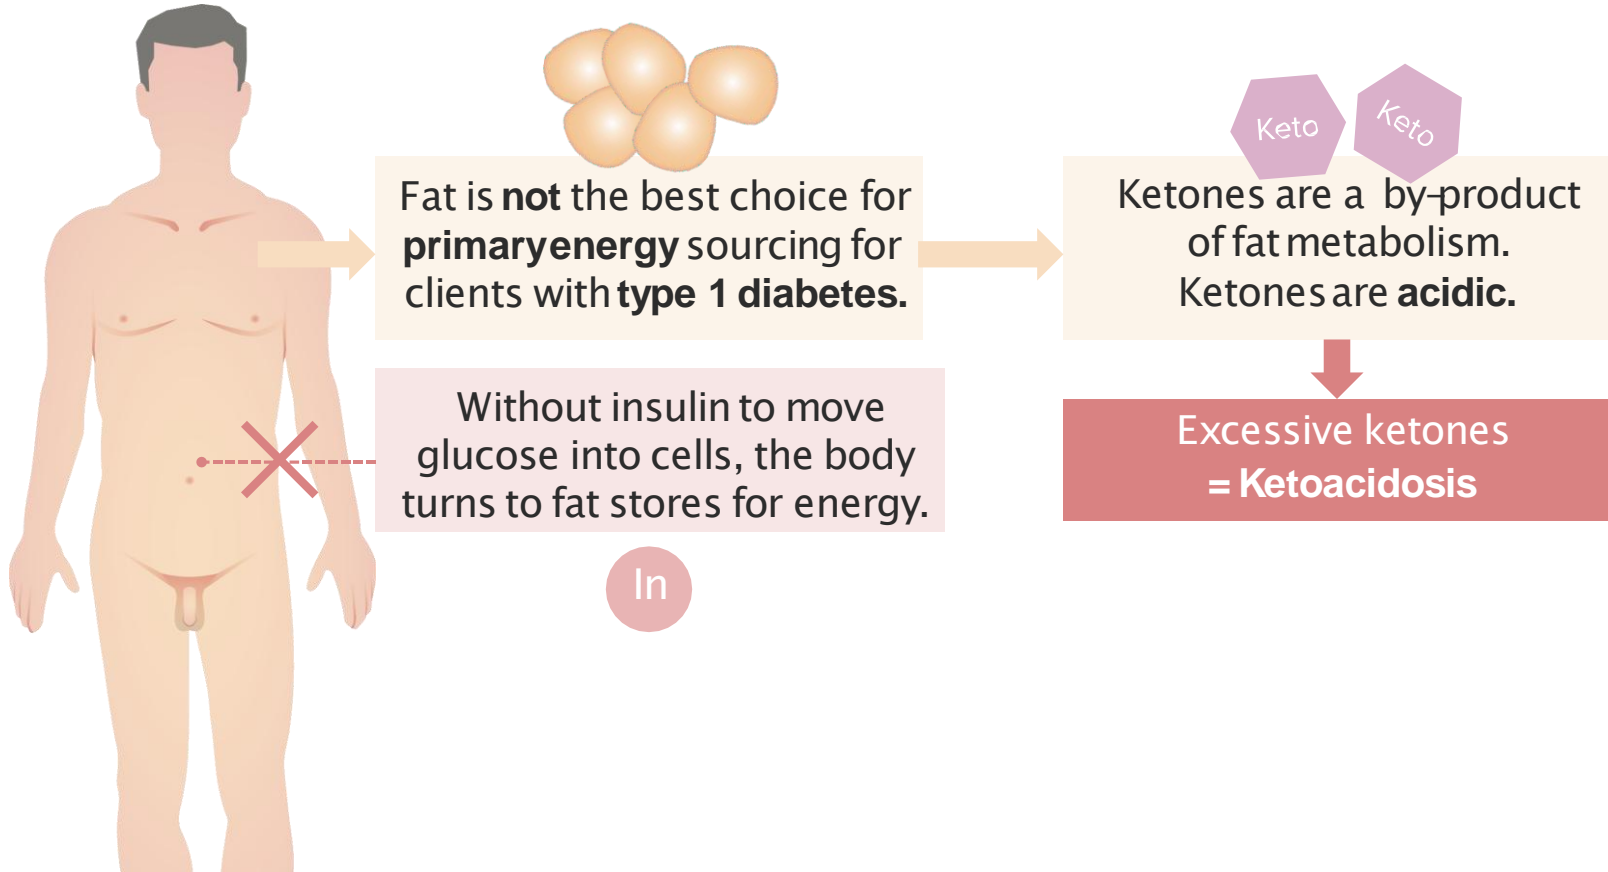 Keto
Keto
Fat is not the best choice for
primary energy sourcing for
clients with type 1 diabetes.
Ketones are a by-product
of fat metabolism.
Ketones are acidic.
Without insulin to move
glucose into cells, the body
turns to fat stores for energy.
Excessive ketones
= Ketoacidosis
In